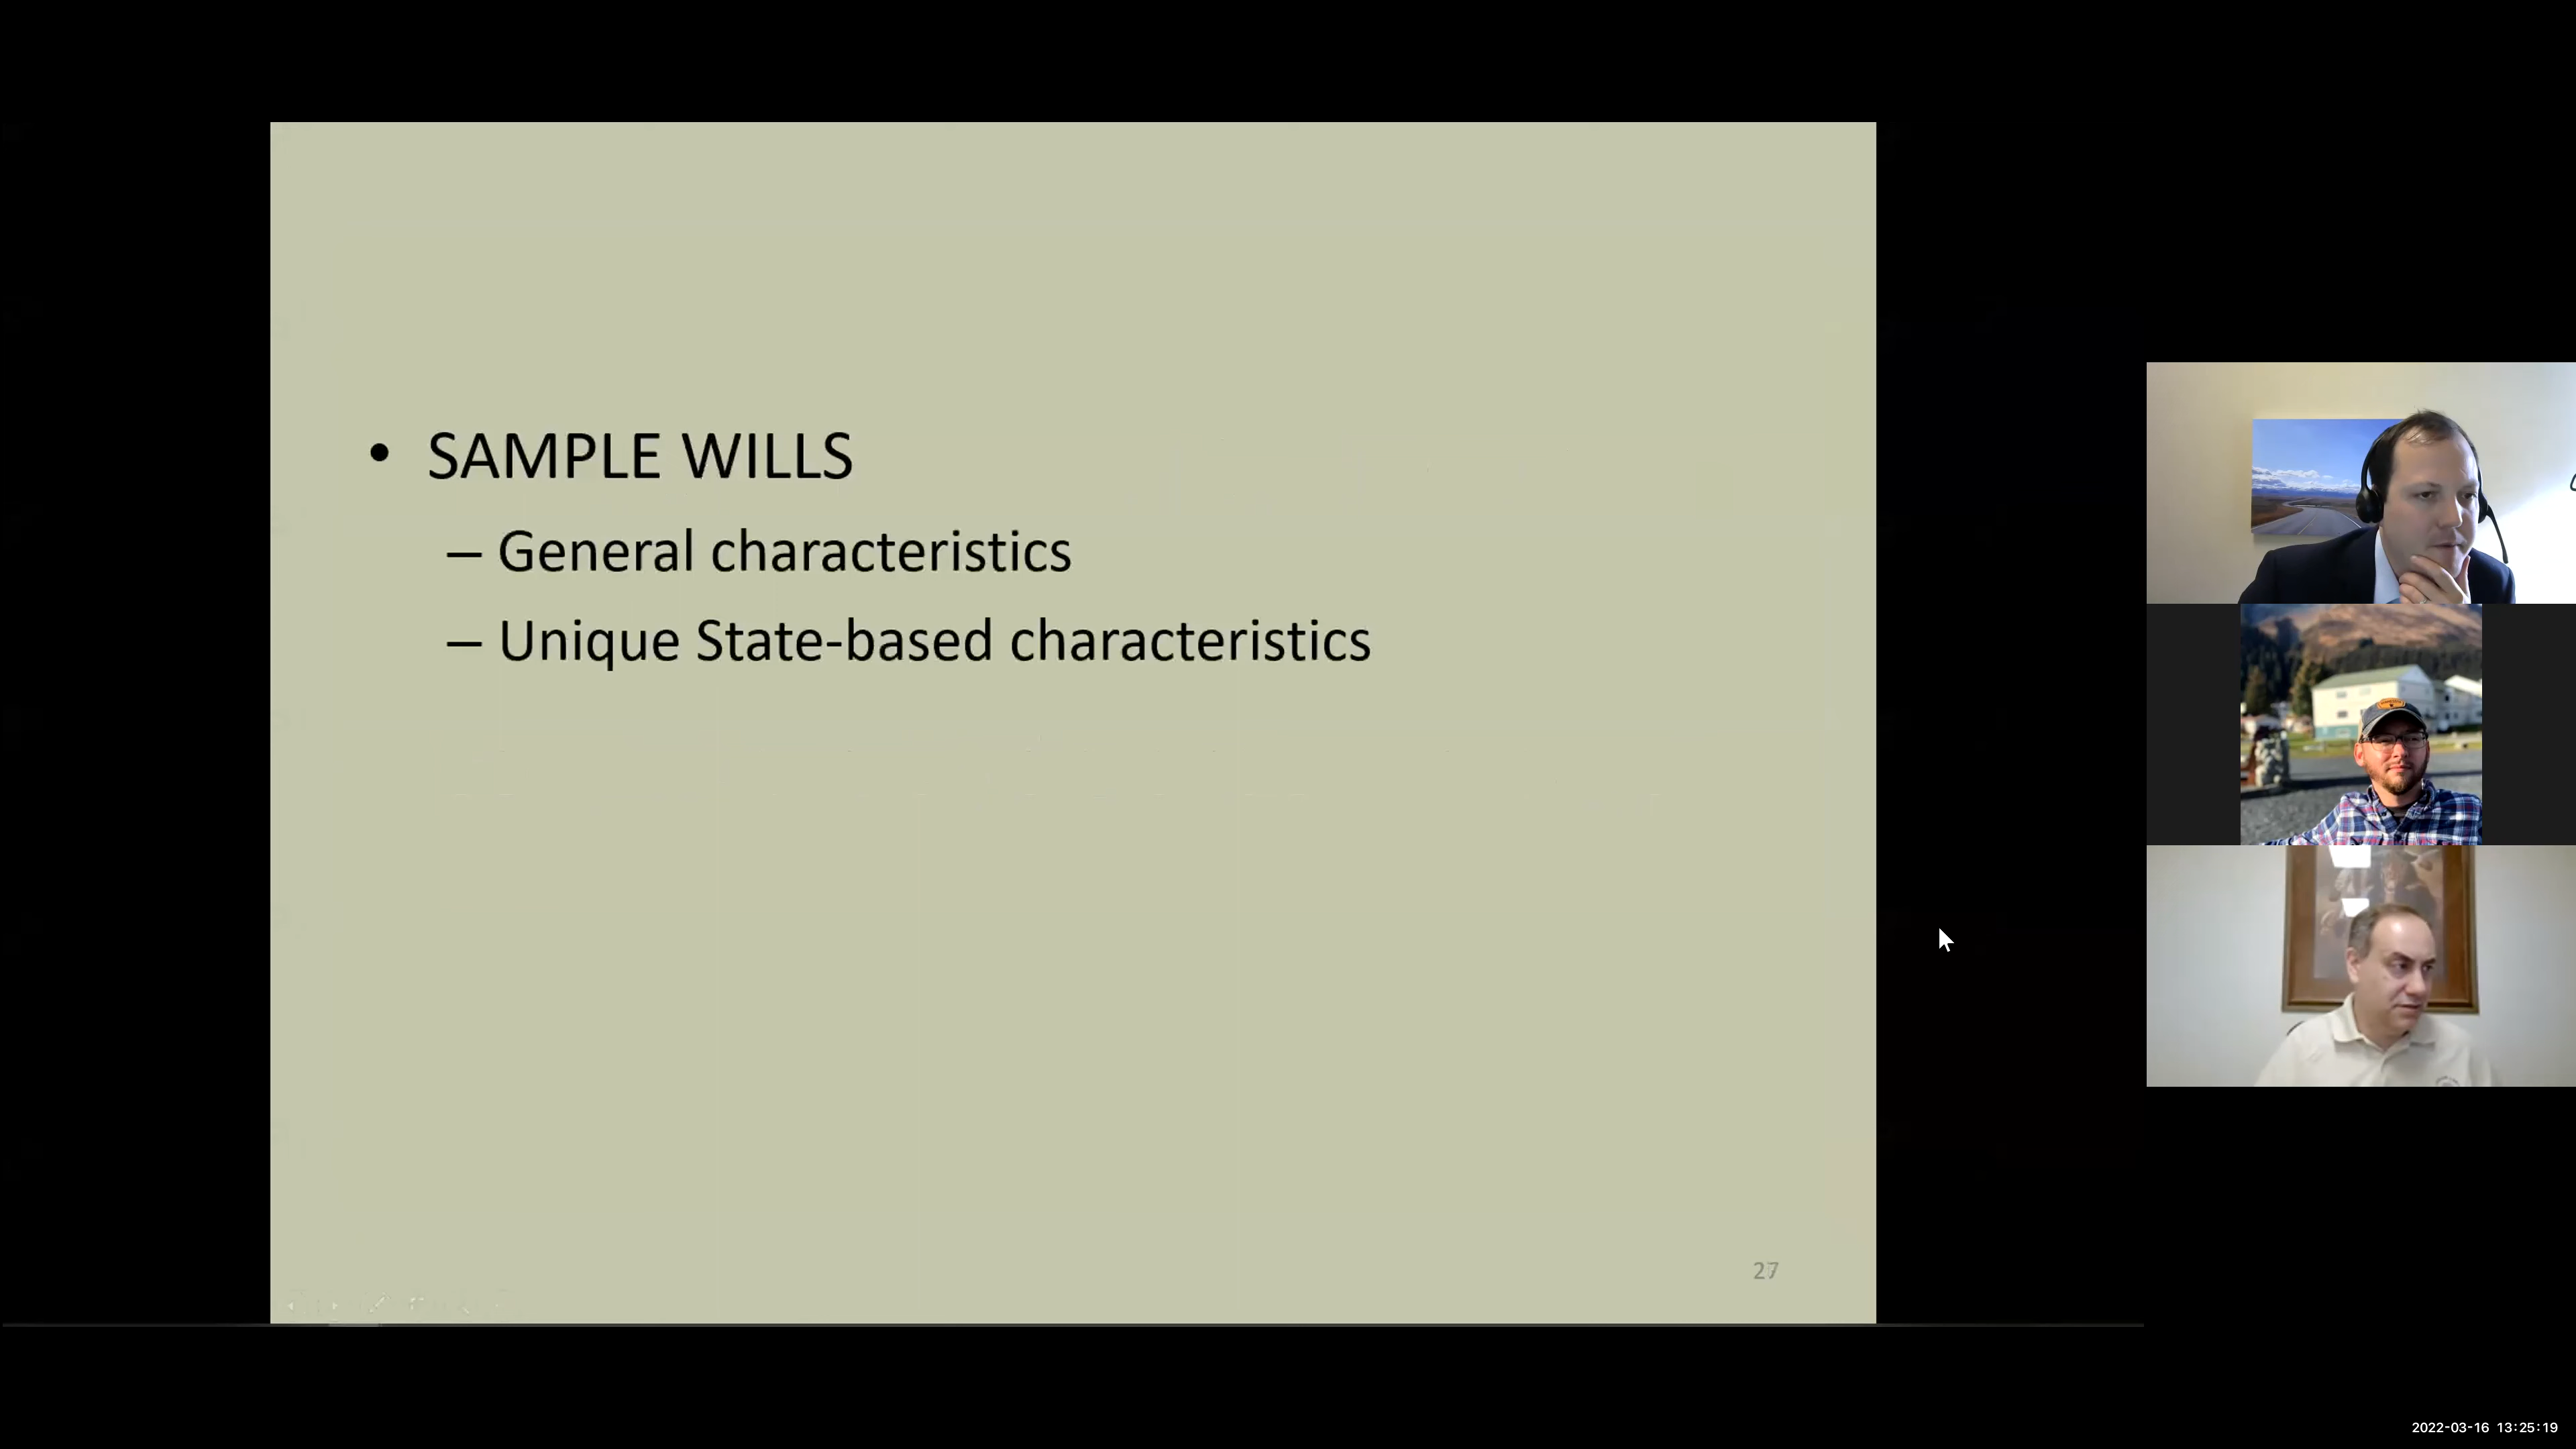 • SAMPLE WILLS
– General characteristics
– Unique State-based characteristics
27
2022-03-16 13:25:19